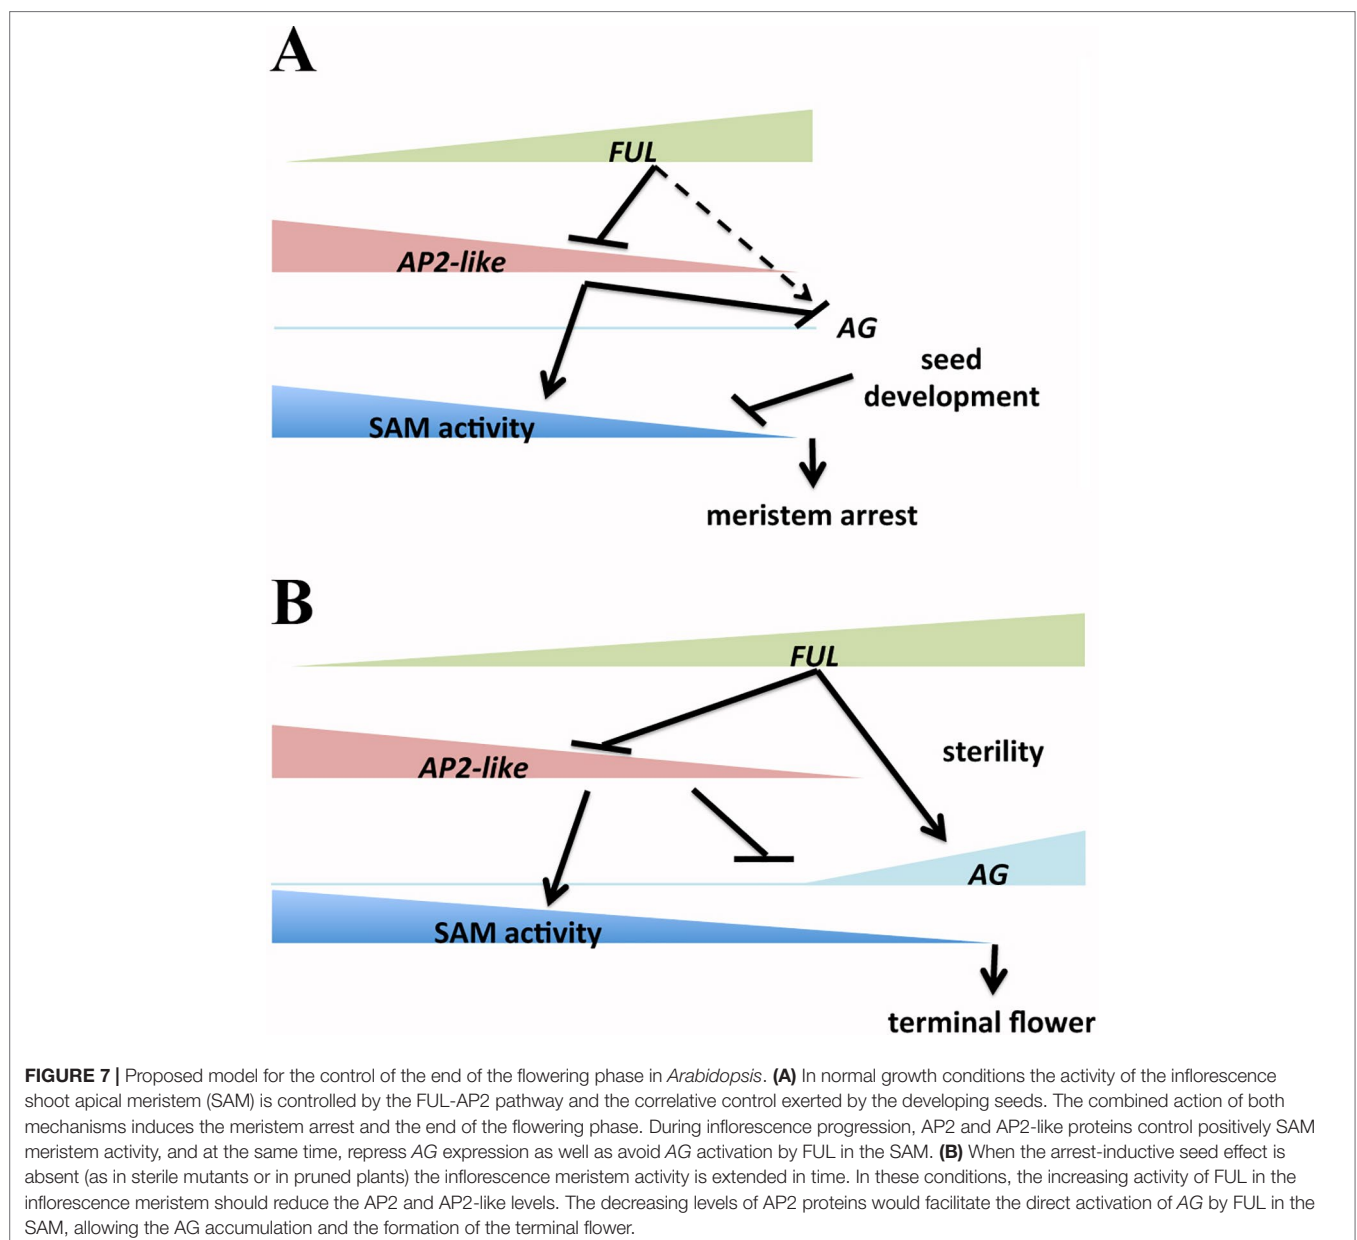 A
FUL
AP2-like
AG
seed
development
SAM activity
meristem arrest
B
FUL
sterility
AP2-like
AG
SAM activity
terminal flower
FIGURE 7 | Proposed model for the control of the end of the flowering phase in Arabidopsis. (A) In normal growth conditions the activity of the inflorescence
shoot apical meristem (SAM) is controlled by the FUL-AP2 pathway and the correlative control exerted by the developing seeds. The combined action of both
mechanisms induces the meristem arrest and the end of the flowering phase. During inflorescence progression, AP2 and AP2-like proteins control positively SAM
meristem activity, and at the same time, repress AG expression as well as avoid AG activation by FUL in the SAM. (B) When the arrest-inductive seed effect is
absent (as in sterile mutants or in pruned plants) the inflorescence meristem activity is extended in time. In these conditions, the increasing activity of FUL in the
inflorescence meristem should reduce the AP2 and AP2-like levels. The decreasing levels of AP2 proteins would facilitate the direct activation of AG by FUL in the
SAM, allowing the AG accumulation and the formation of the terminal flower.